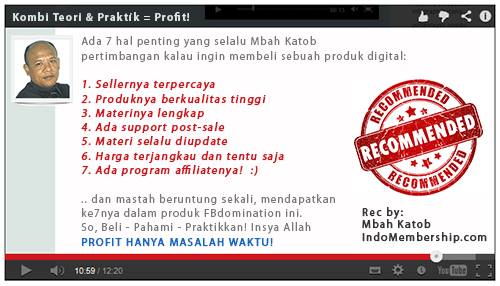 Kombi Teori & Praktik = Profit!
Ada 7 hal penting yang selalu Mbah Katob
pertimbangan kalau ingin membeli sebuah produk digital:
1. Sellernya terpercaya
2. Produknya berkualitas tinggi
3. Materinya lengkap
4. Ada support post-sale
5. Materi selalu diupdate
6. Harga terjangkau dan tentu saja
7. Ada program affiliatenya! :)
RECOMMENDED
RECOMMENDED
RECOMMENDED
.. dan mastah beruntung sekali, mendapatkan
ke7nya dalam produk FBdomination ini.
So, Beli - Pahami - Praktikkan! Insya Allah
PROFIT HANYA MASALAH WAKTU!
Rec by:
Mbah Katob
IndoMembership.com
10:59 / 12:20
YouTube